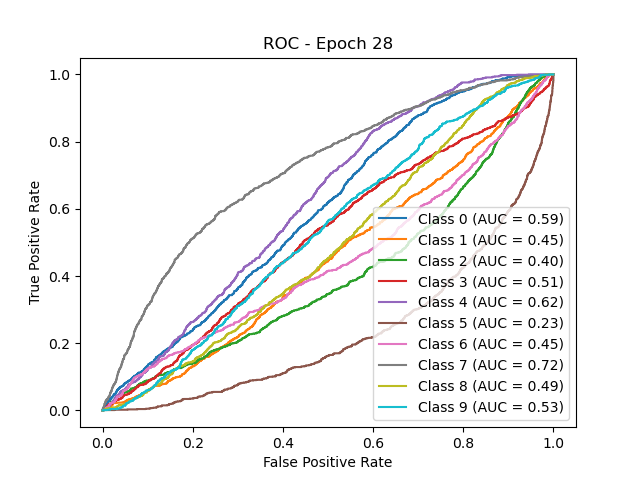 ROC - Epoch 28
True Positive Rate
1.0
0.8
0.6
0.4
0.2
0.0
Class 0 (AUC = 0.59)
Class 1 (AUC = 0.45)
Class 2 (AUC = 0.40)
Class 3 (AUC = 0.51)
Class 4 (AUC = 0.62)
Class 5 (AUC = 0.23)
Class 6 (AUC = 0.45)
Class 7 (AUC = 0.72)
Class 8 (AUC = 0.49)
Class 9 (AUC = 0.53)
0.0 0.2 0.4 0.6 0.8 1.0
False Positive Rate